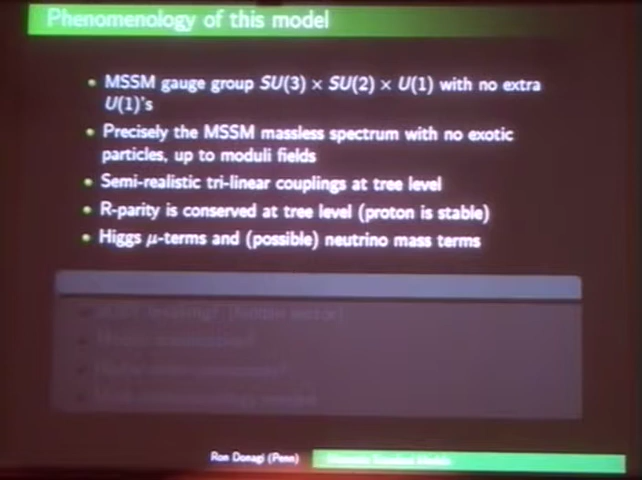 Phenomenology of this model
• MSSM gauge group SU(3) × SU(2) × U(1) with no extra
U(1)'s
• Precisely the MSSM massless spectrum with no exotic
particles, up to moduli fields
• Semi-realistic tri-linear couplings at tree level
• R-parity is conserved at tree level (proton is stable)
• Higgs μ-terms and (possible) neutrino mass terms
Ron Donagi (Penn)